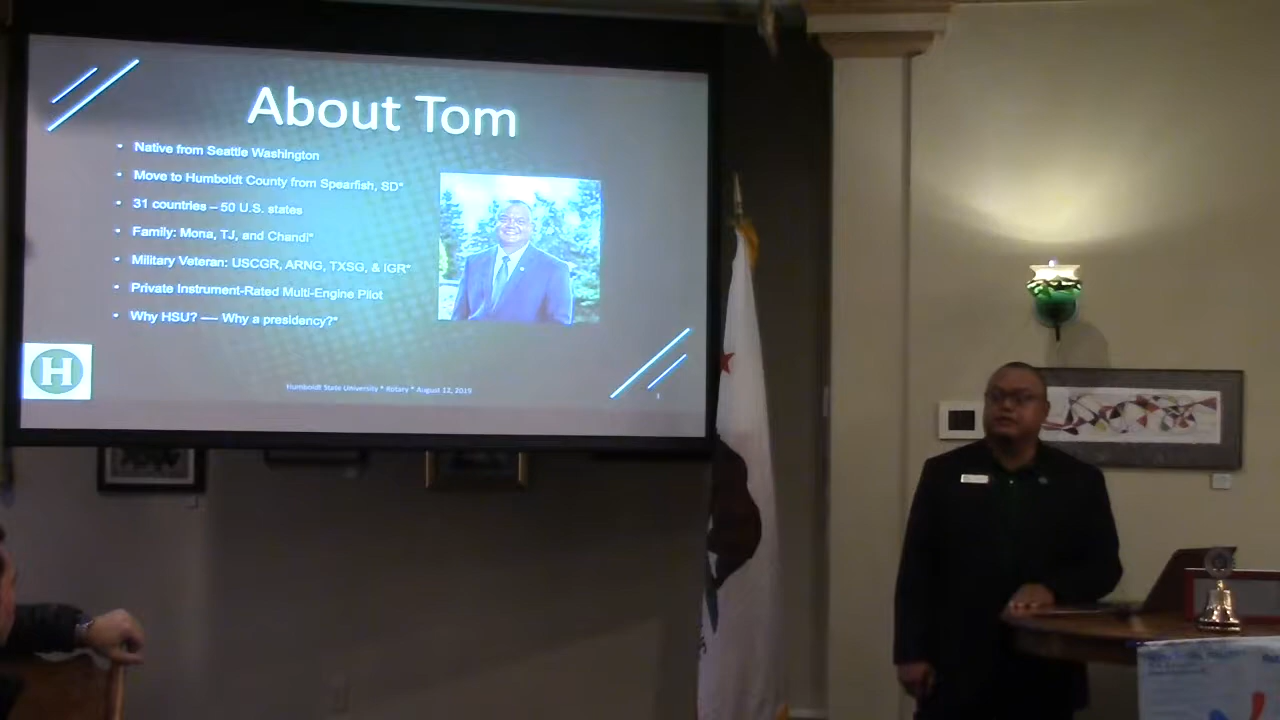 About Tom
• Native from Seattle Washington
• Move to Humboldt County from Spearfish, SD*
• 31 countries – 50 U.S. states
• Family: Mona, TJ, and Chandi*
• Military Veteran: USCGR, ARNG, TXSG, & IGR*
• Private Instrument-Rated Multi-Engine Pilot
• Why HSU? –– Why a presidency?*
H
Humboldt State University * Rotary * August 12, 2019